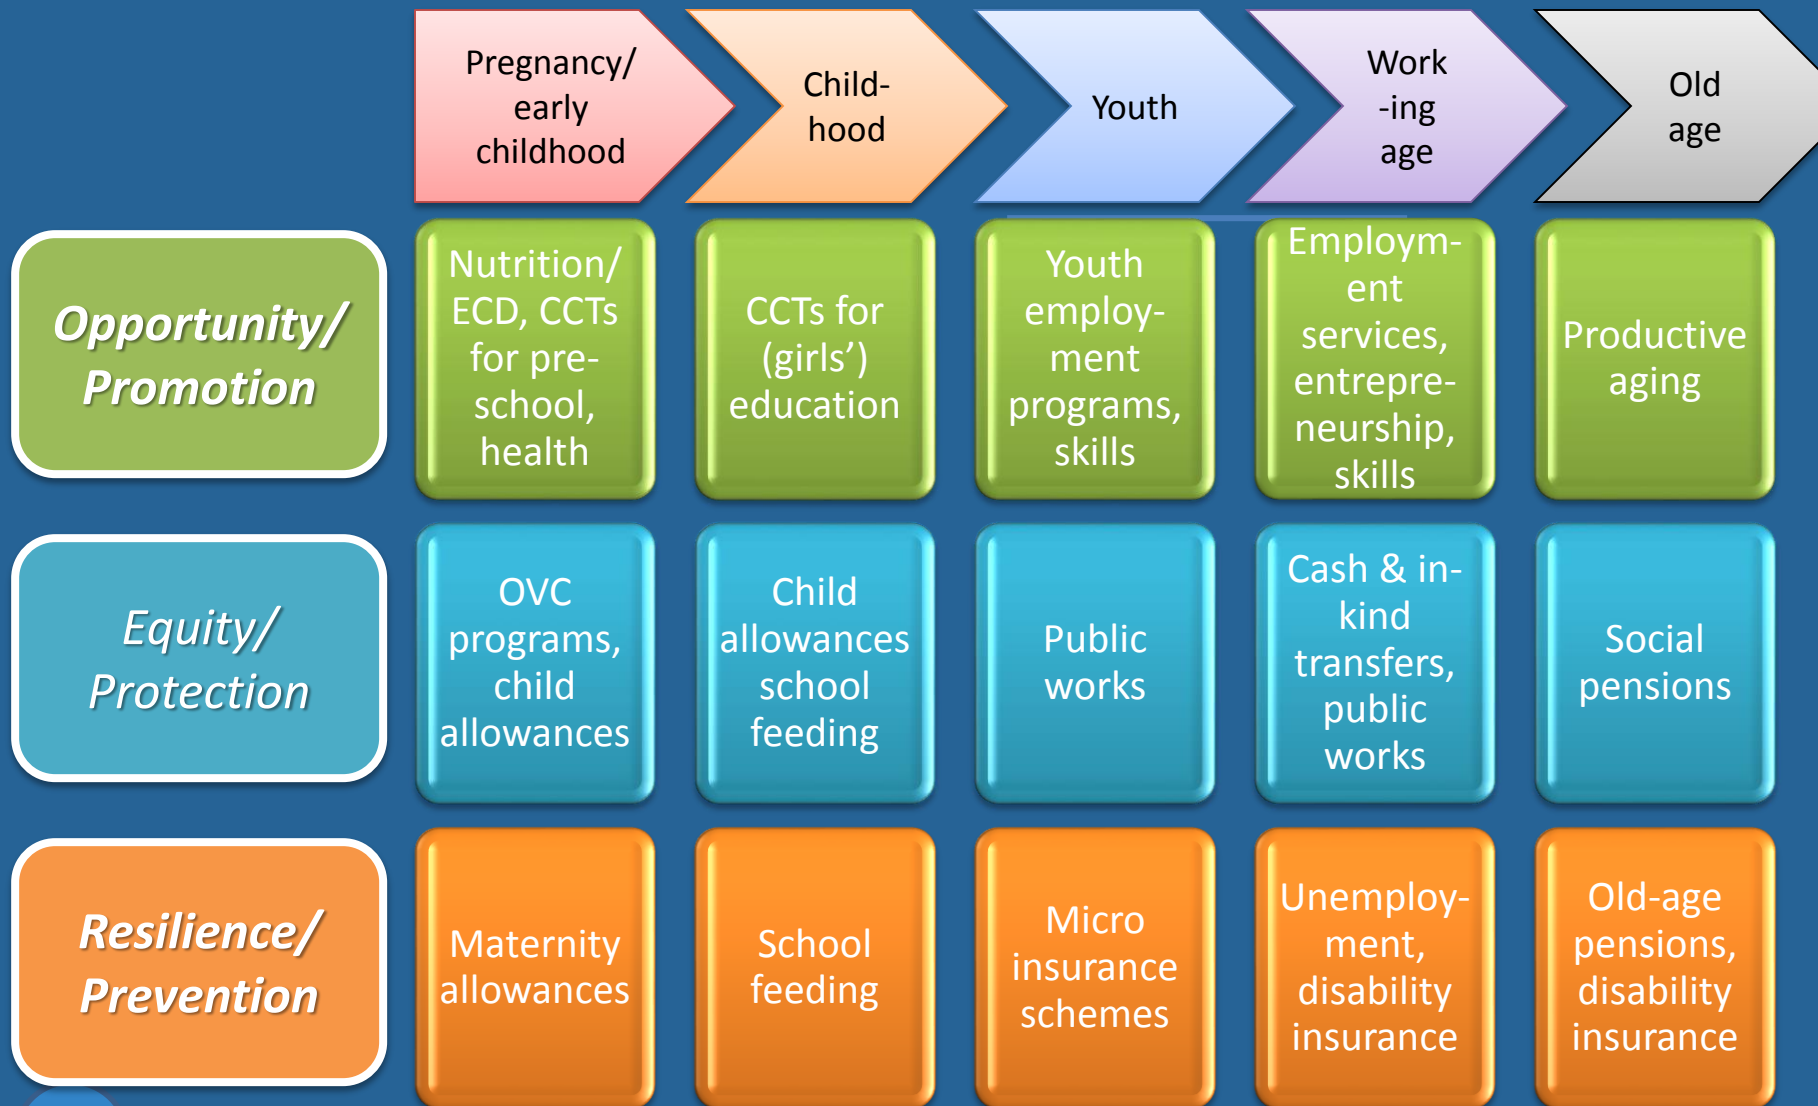 Pregnancy/
early
childhood
Child-
hood
Youth
Work
-ing
age
Old
age
Opportunity/
Promotion
Nutrition/
ECD, CCTs
for pre-
school,
health
CCTs for
(girls’)
education
Youth
employ-
ment
programs,
skills
Employm-
ent
services,
entrepre-
neurship,
skills
Productive
aging
Equity/
Protection
OVC
programs,
child
allowances
Child
allowances
school
feeding
Public
works
Cash & in-
kind
transfers,
public
works
Social
pensions
Resilience/
Prevention
Maternity
allowances
School
feeding
Micro
insurance
schemes
Unemploy-
ment,
disability
insurance
Old-age
pensions,
disability
insurance